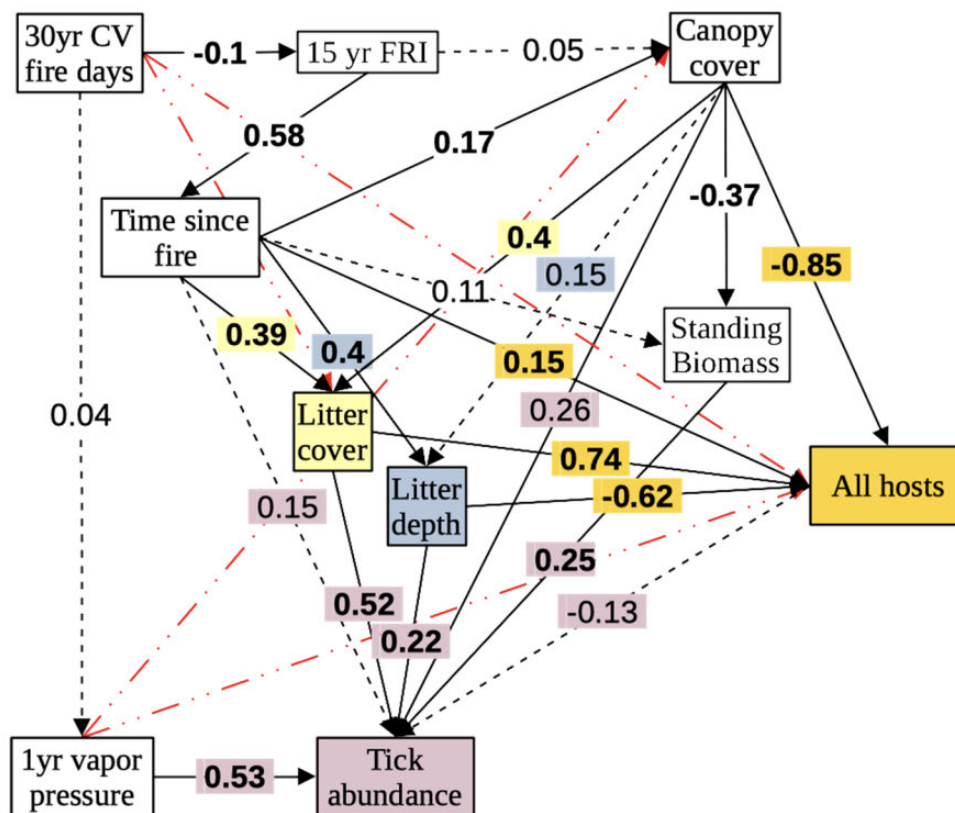 30yr CV
fire days
-0.1
15 yr FRI
0.05
Canopy
cover
0.58
0.17
-0.37
Time since
fire
0.4
0.15
-0.85
0.11
0.39
0.4
0.15
Standing
Biomass
0.04
Litter
cover
0.26
0.74
All hosts
Litter
depth
-0.62
0.15
0.25
0.52
0.22
-0.13
1yr vapor
pressure
0.53
Tick
abundance